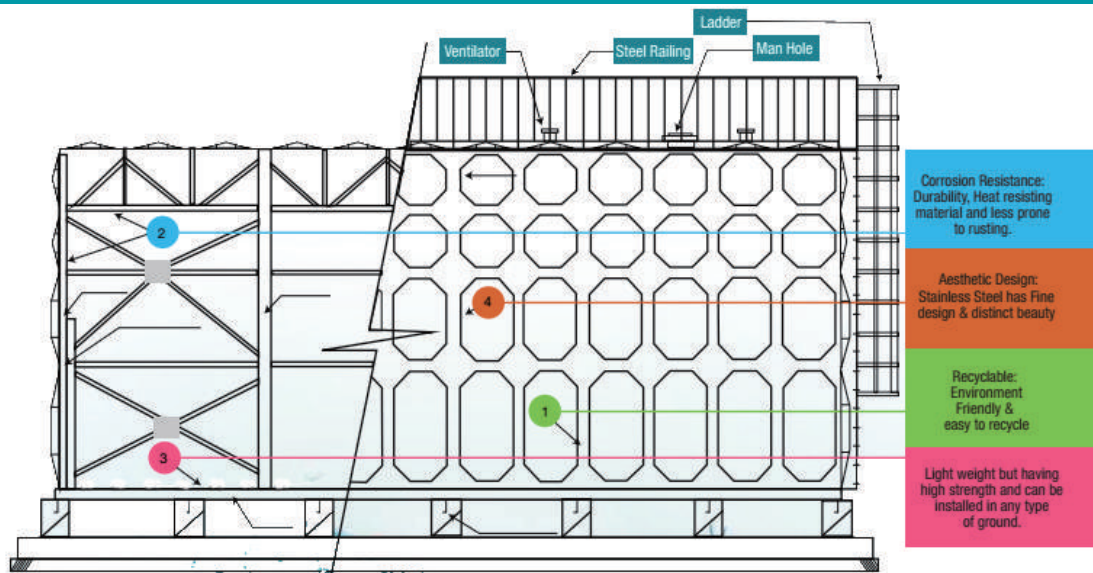 Ladder
Ventilator
Steel Railing
Man Hole
Corrosion Resistance:
Durability, Heat resisting
material and less prone
to rusting.
2
Aesthetic Design:
Stainless Steel has Fine
design & distinct beauty
4
Recyclable:
Environment
Friendly &
easy to recycle
1
3
Light weight but having
high strength and can be
installed in any type
of ground.